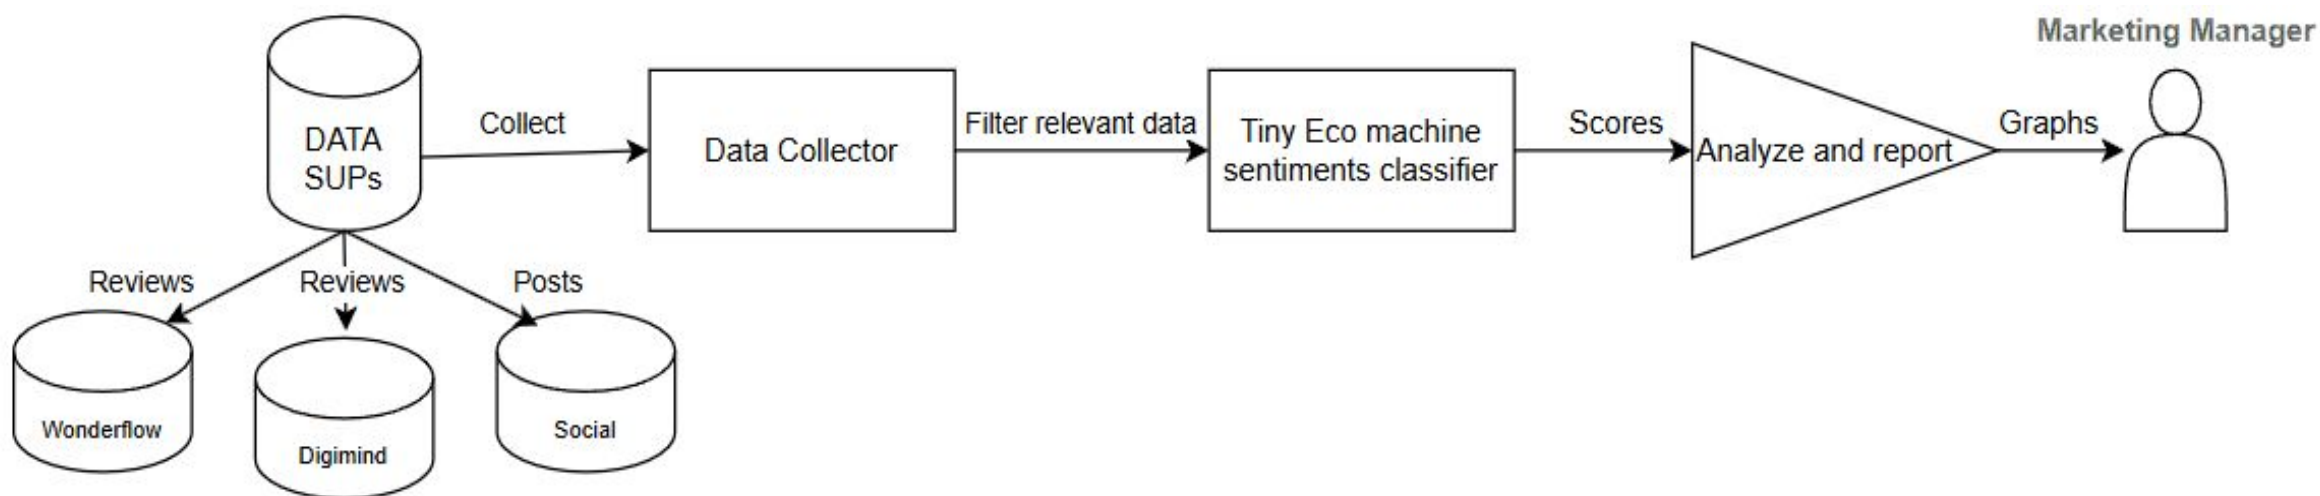 Marketing Manager
DATA
SUPs
Collect
Data Collector
Filter relevant data
Tiny Eco machine
sentiments classifier
Scores
Analyze and report
Graphs
Reviews
Reviews
Posts
Wonderflow
Digimind
Social